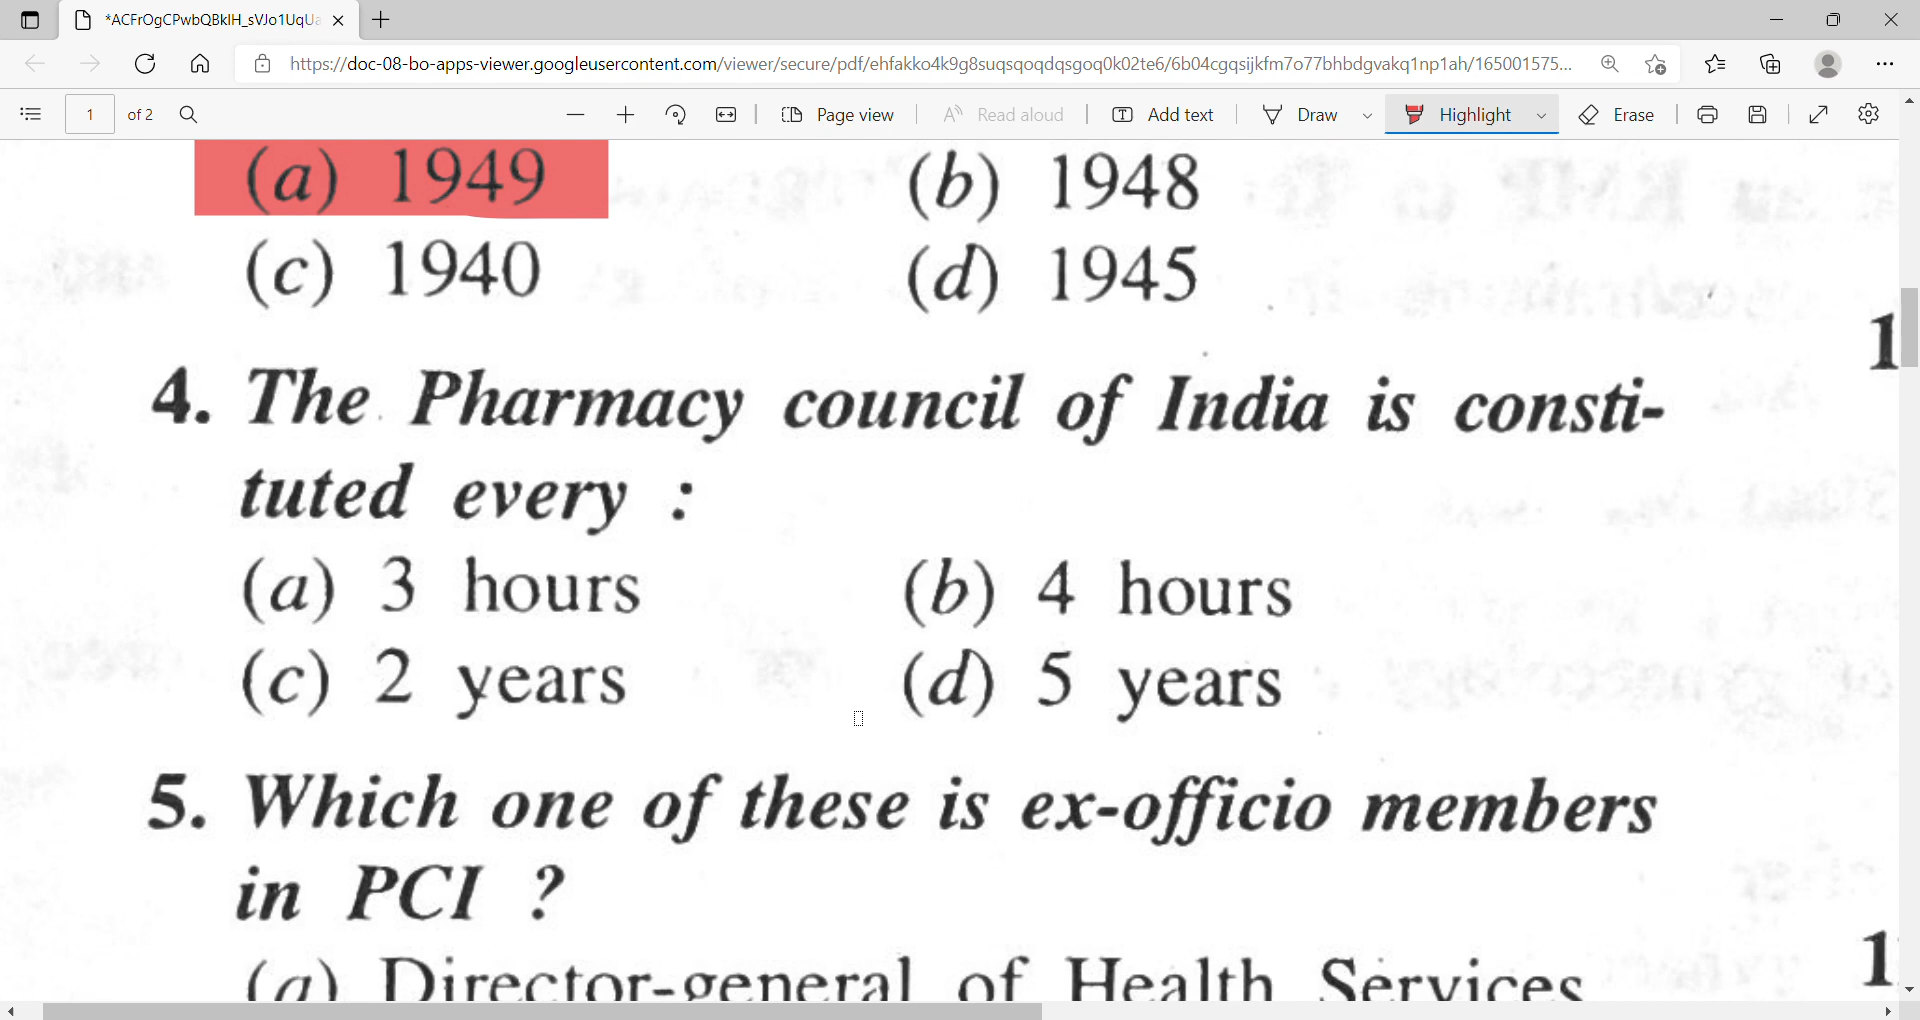 *ACFrOgCPwbQBkIH_sVJo1UqUa
https://doc-08-bo-apps-viewer.googleusercontent.com/viewer/secure/pdf/ehfakko4k9g8suqsqoqdqsgoq0k02te6/6b04cgqsijkfm7o77bhbdgvakq1np1ah/165001575...
1 of 2 Page view Read aloud Add text Draw Highlight Erase
(a) 1949 (b) 1948
(c) 1940 (d) 1945
1
4. The Pharmacy council of India is consti-
tuted every :
(a) 3 hours (b) 4 hours
(c) 2 years (d) 5 years
5. Which one of these is ex-officio members
in PCI ?
(a) Director-general of Health Services
1